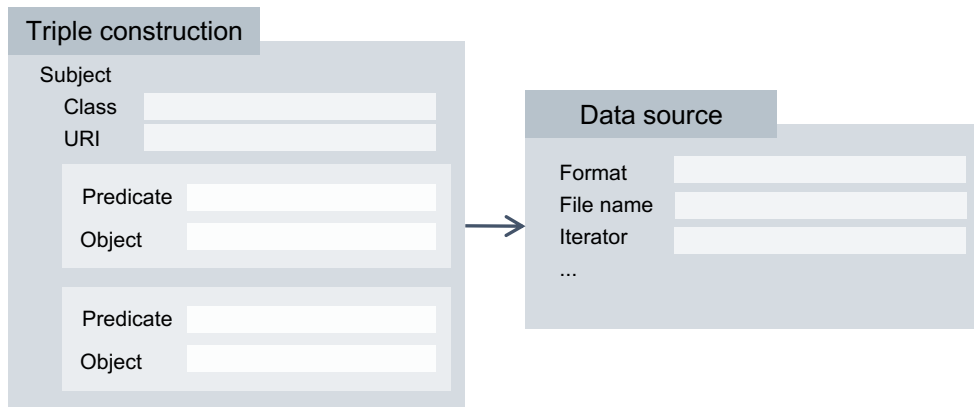 Triple construction
Subject
Class
URI
Predicate
Object
Predicate
Object
Data source
Format
File name
Iterator
...